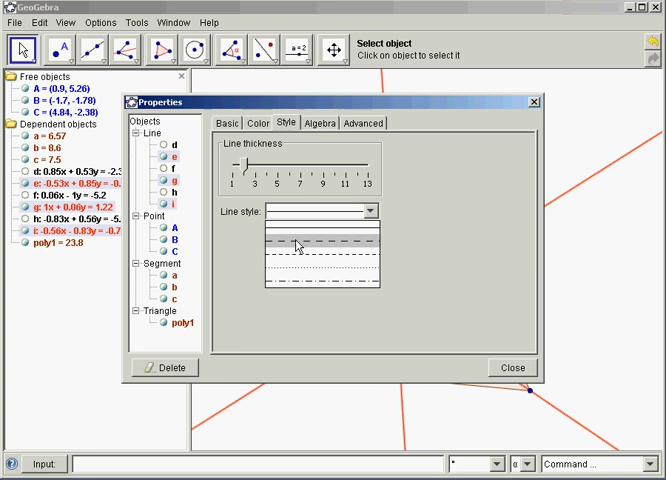 GeoGebra
File Edit View Options Tools Window Help
A
α
a = 2
Select object
Click on object to select it
Free objects
A = (0.9, 5.26)
B = (-1.7, -1.78)
C = (4.84, -2.38)
Dependent objects
a = 6.57
b = 8.6
c = 7.5
d: 0.85x + 0.53y = -2.3
e: -0.53x + 0.85y = -0.
f: 0.06x - 1y = -5.2
g: 1x + 0.06y = 1.22
h: -0.83x + 0.56y = -5.
i: -0.56x - 0.83y = -0.7
poly1 = 23.8
Properties
Objects
Line
d
e
f
g
h
i
Point
A
B
C
Segment
a
b
c
Triangle
poly1
Delete
Basic Color Style Algebra Advanced
Line thickness
1 3 5 7 9 11 13
Line style:
Close
Input:
°
α
Command ...